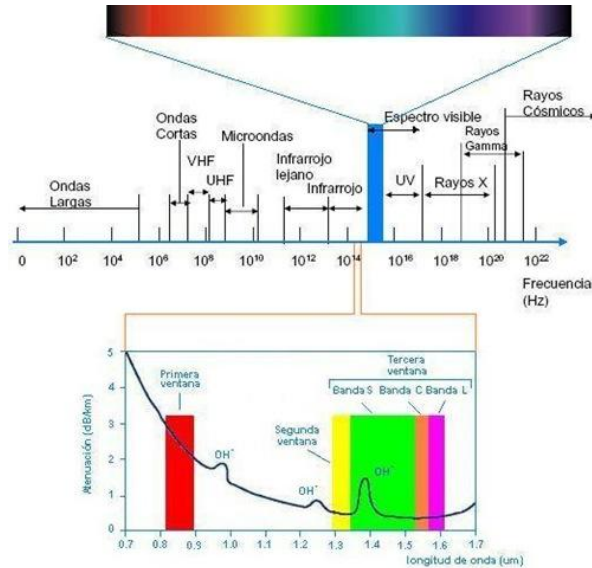 Ondas
Cortas
VHF
UHF
Microondas
Ondas
Largas
Infrarrojo
lejano
Infrarrojo
Espectro visible
UV
Rayos X
Rayos
Gamma
Rayos
Cósmicos
0 10² 10⁴ 10⁶ 10⁸ 10¹⁰ 10¹² 10¹⁴ 10¹⁶ 10¹⁸ 10²⁰ 10²²
Frecuencia
(Hz)
Atenuación (dB/km)
5
4
3
2
1
0
Primera
ventana
OH⁻
OH⁻
Segunda
ventana
Tercera
ventana
Banda S Banda C Banda L
OH⁻
0.7 0.8 0.9 1.0 1.1 1.2 1.3 1.4 1.5 1.6 1.7
longitud de onda (um)